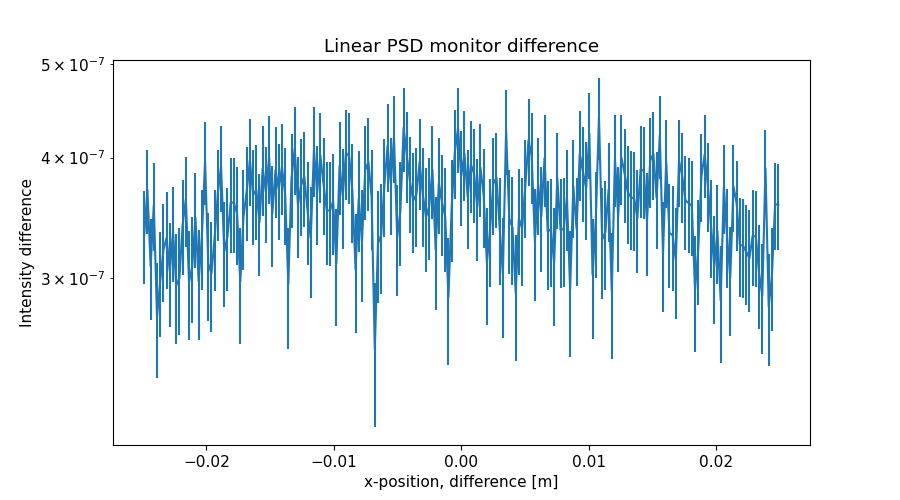 Linear PSD monitor difference
Intensity difference
5 × 10⁻⁷
4 × 10⁻⁷
3 × 10⁻⁷
−0.02 −0.01 0.00 0.01 0.02
x-position, difference [m]